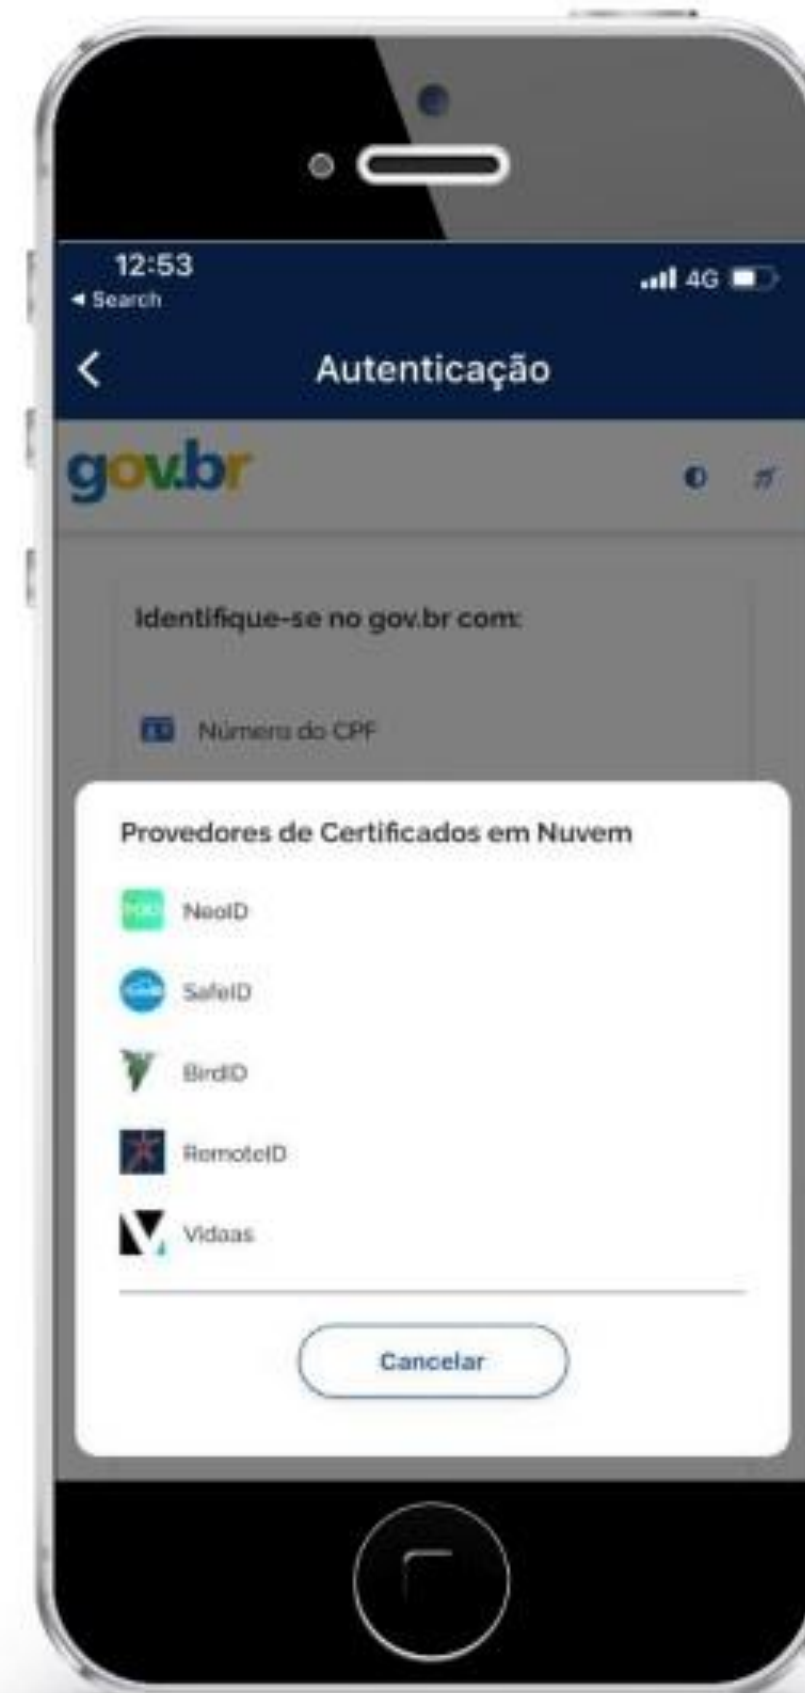 12:53
4G
◄ Search
Autenticação
gov.br
Identifique-se no gov.br com:
Número do CPF
Provedores de Certificados em Nuvem
NeoID
SafeID
BirdID
RemoteID
Vidaas
Cancelar